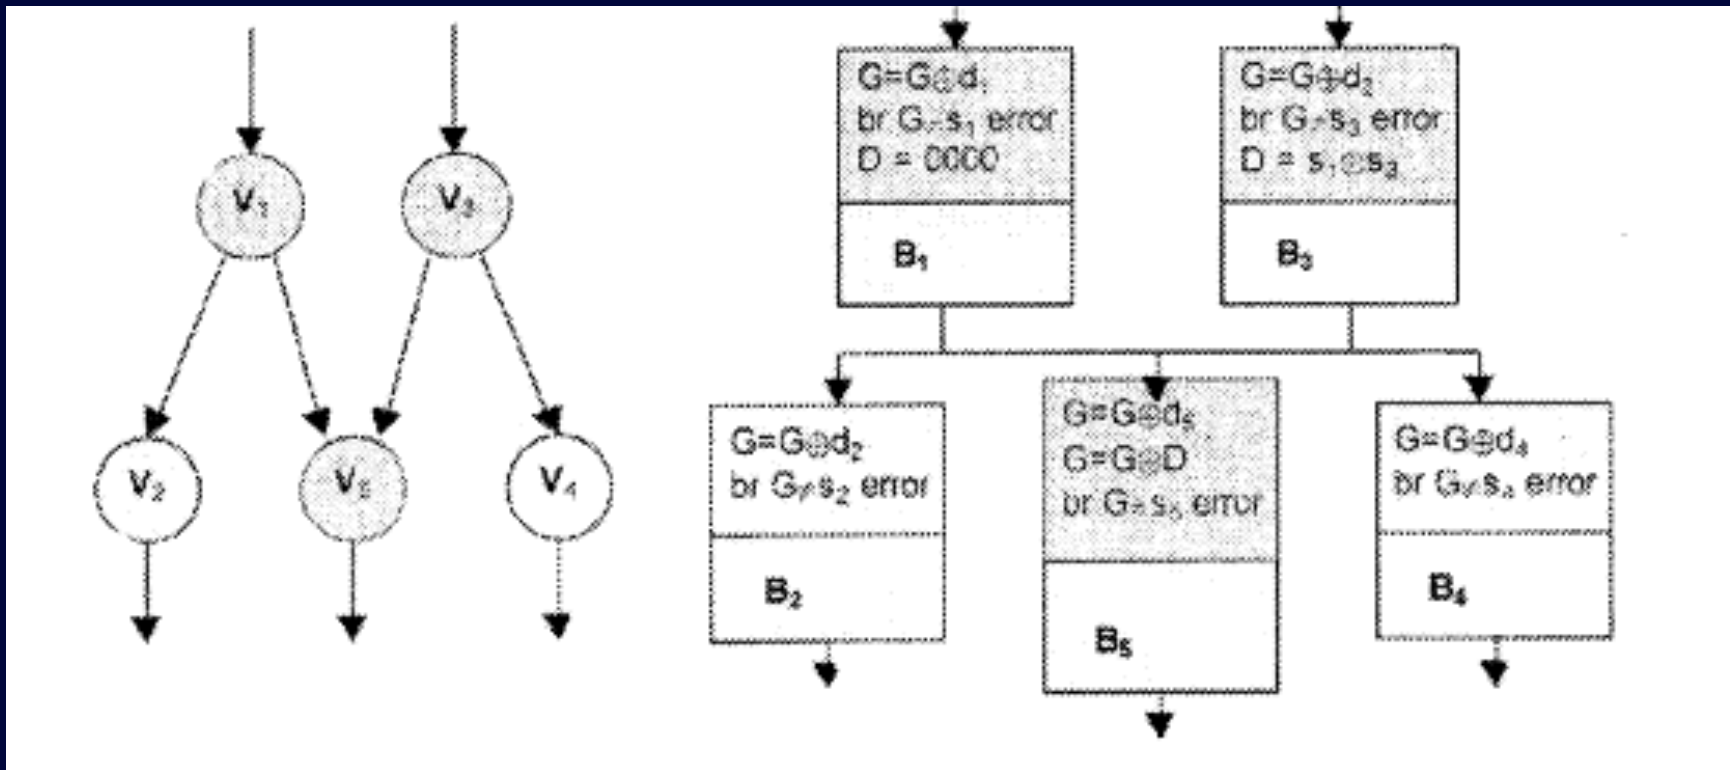 V₁
V₃
V₂
V₅
V₄
G=G⊕d₁
br G≠s₁ error
D = 0000
B₁
G=G⊕d₂
br G≠s₃ error
D = s₁⊕s₃
B₃
G=G⊕d₂
br G≠s₂ error
B₂
G=G⊕d₅
G=G⊕D
br G≠s₅ error
B₅
G=G⊕d₄
br G≠s₄ error
B₄